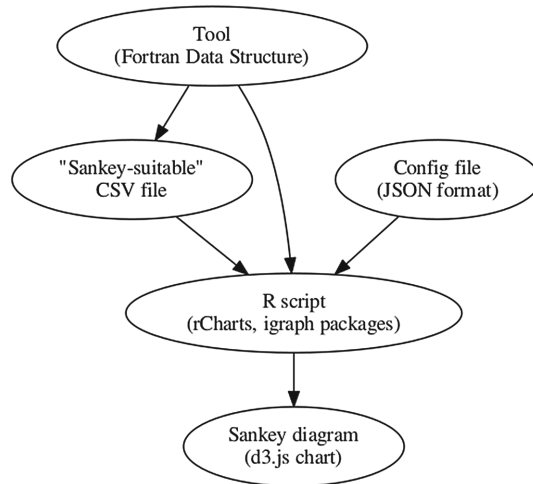 Tool
(Fortran Data Structure)
"Sankey-suitable"
CSV file
Config file
(JSON format)
R script
(rCharts, igraph packages)
Sankey diagram
(d3.js chart)